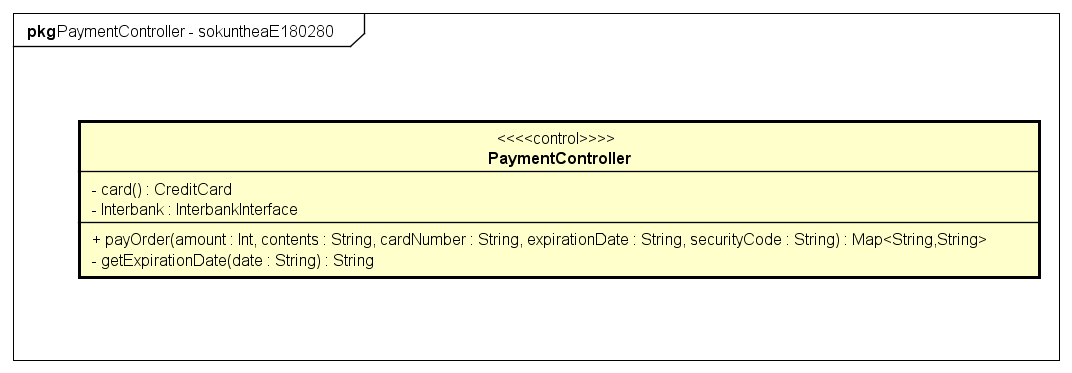 pkgPaymentController - sokuntheaE180280
<<<<control>>>>
PaymentController
- card() : CreditCard
- Interbank : InterbankInterface
+ payOrder(amount : Int, contents : String, cardNumber : String, expirationDate : String, securityCode : String) : Map<String,String>
- getExpirationDate(date : String) : String